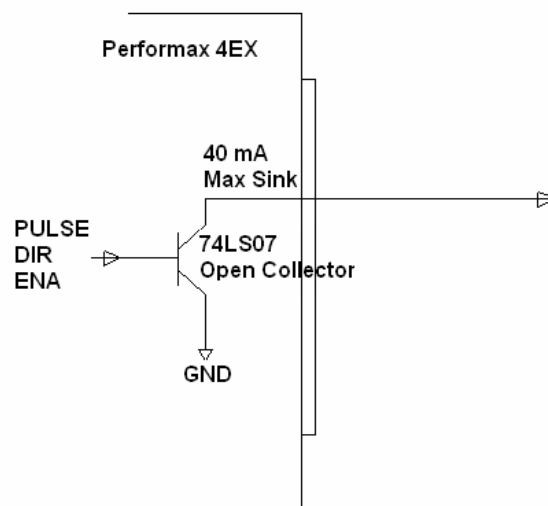 Performax 4EX
40 mA
Max Sink
PULSE
DIR
ENA
74LS07
Open Collector
GND